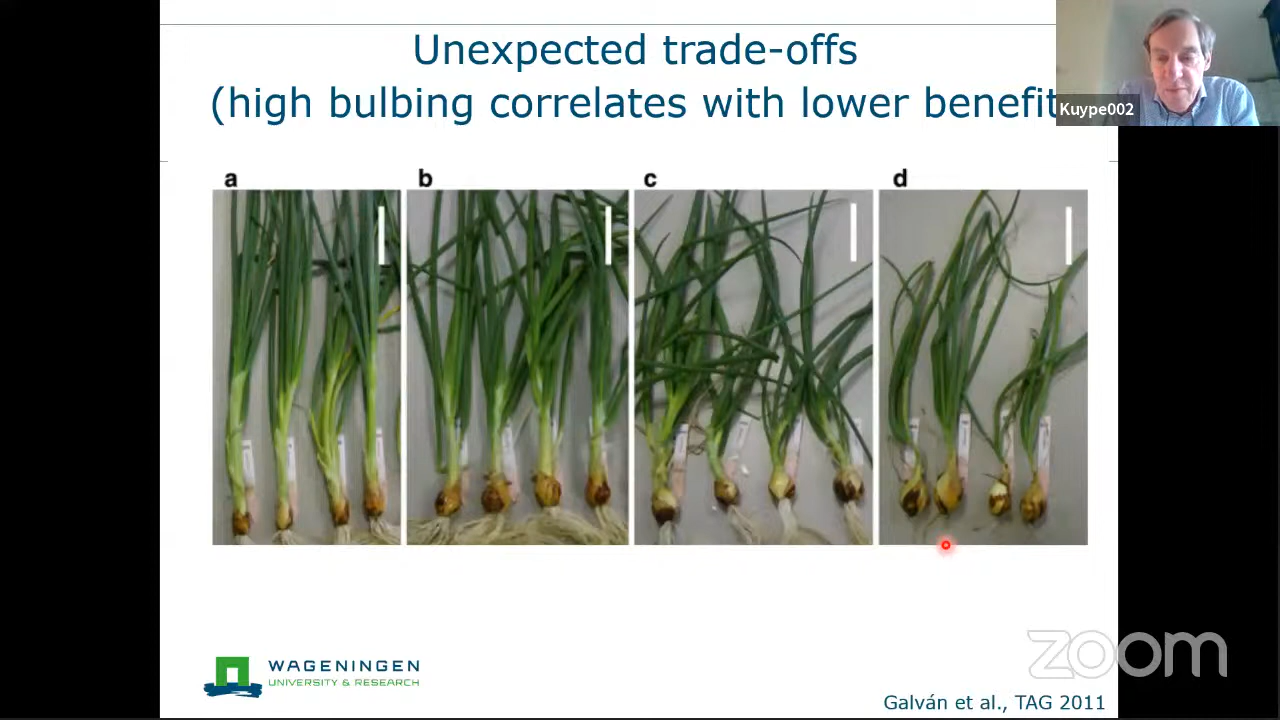 Unexpected trade-offs
(high bulbing correlates with lower benefit
Kuype002
a b c d
WAGENINGEN
UNIVERSITY & RESEARCH
zoom
Galván et al., TAG 2011